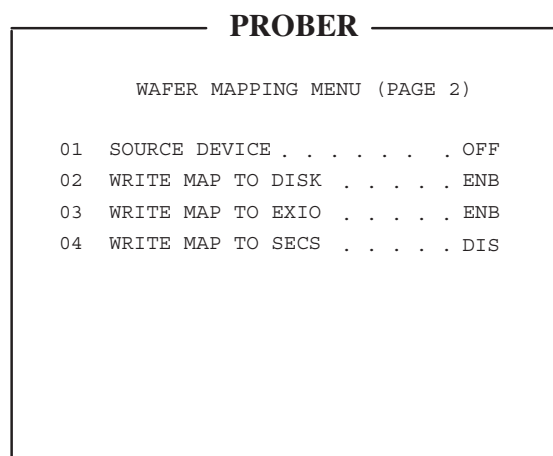 PROBER
WAFER MAPPING MENU (PAGE 2)
01 SOURCE DEVICE . . . . . . . OFF
02 WRITE MAP TO DISK . . . . . ENB
03 WRITE MAP TO EXIO . . . . . ENB
04 WRITE MAP TO SECS . . . . . DIS